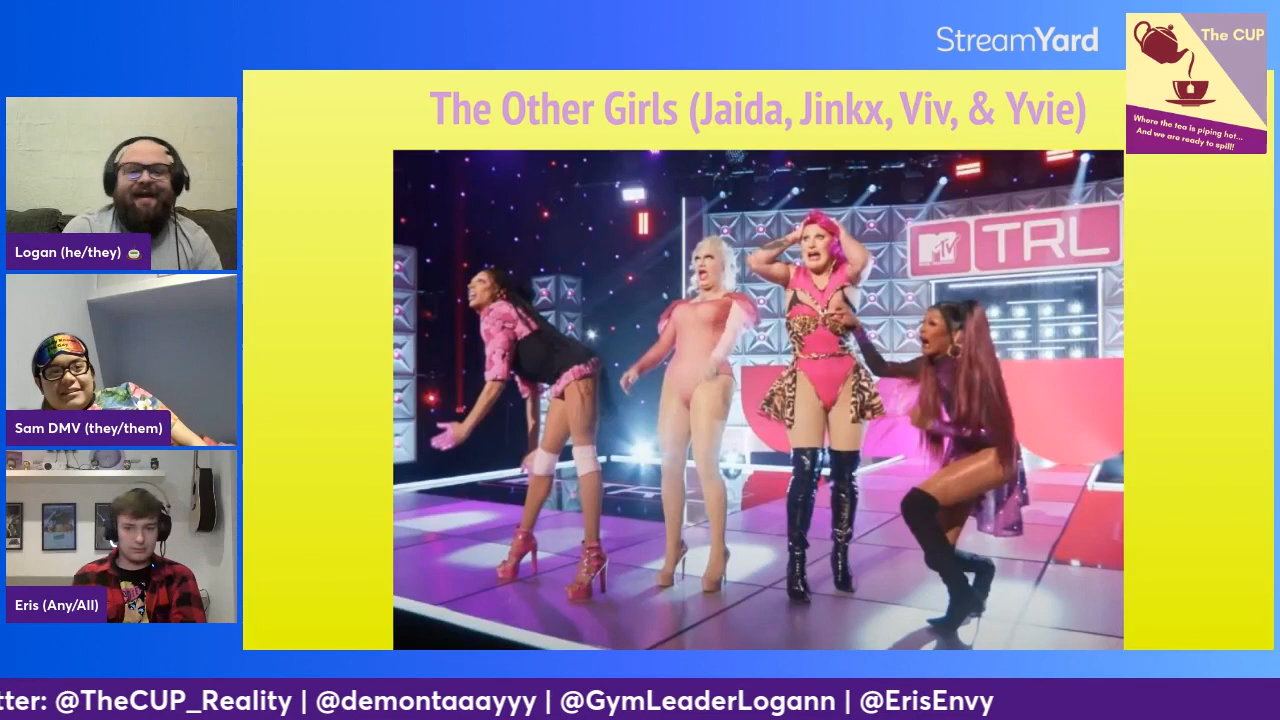 StreamYard
The CUP
Where the tea is piping hot...
And we are ready to spill!
The Other Girls (Jaida, Jinkx, Viv, & Yvie)
MTV
TRL
Logan (he/they)
Sam DMV (they/them)
Eris (Any/All)
tter: @TheCUP_Reality | @demontaaayyy | @GymLeaderLogann | @ErisEnvy